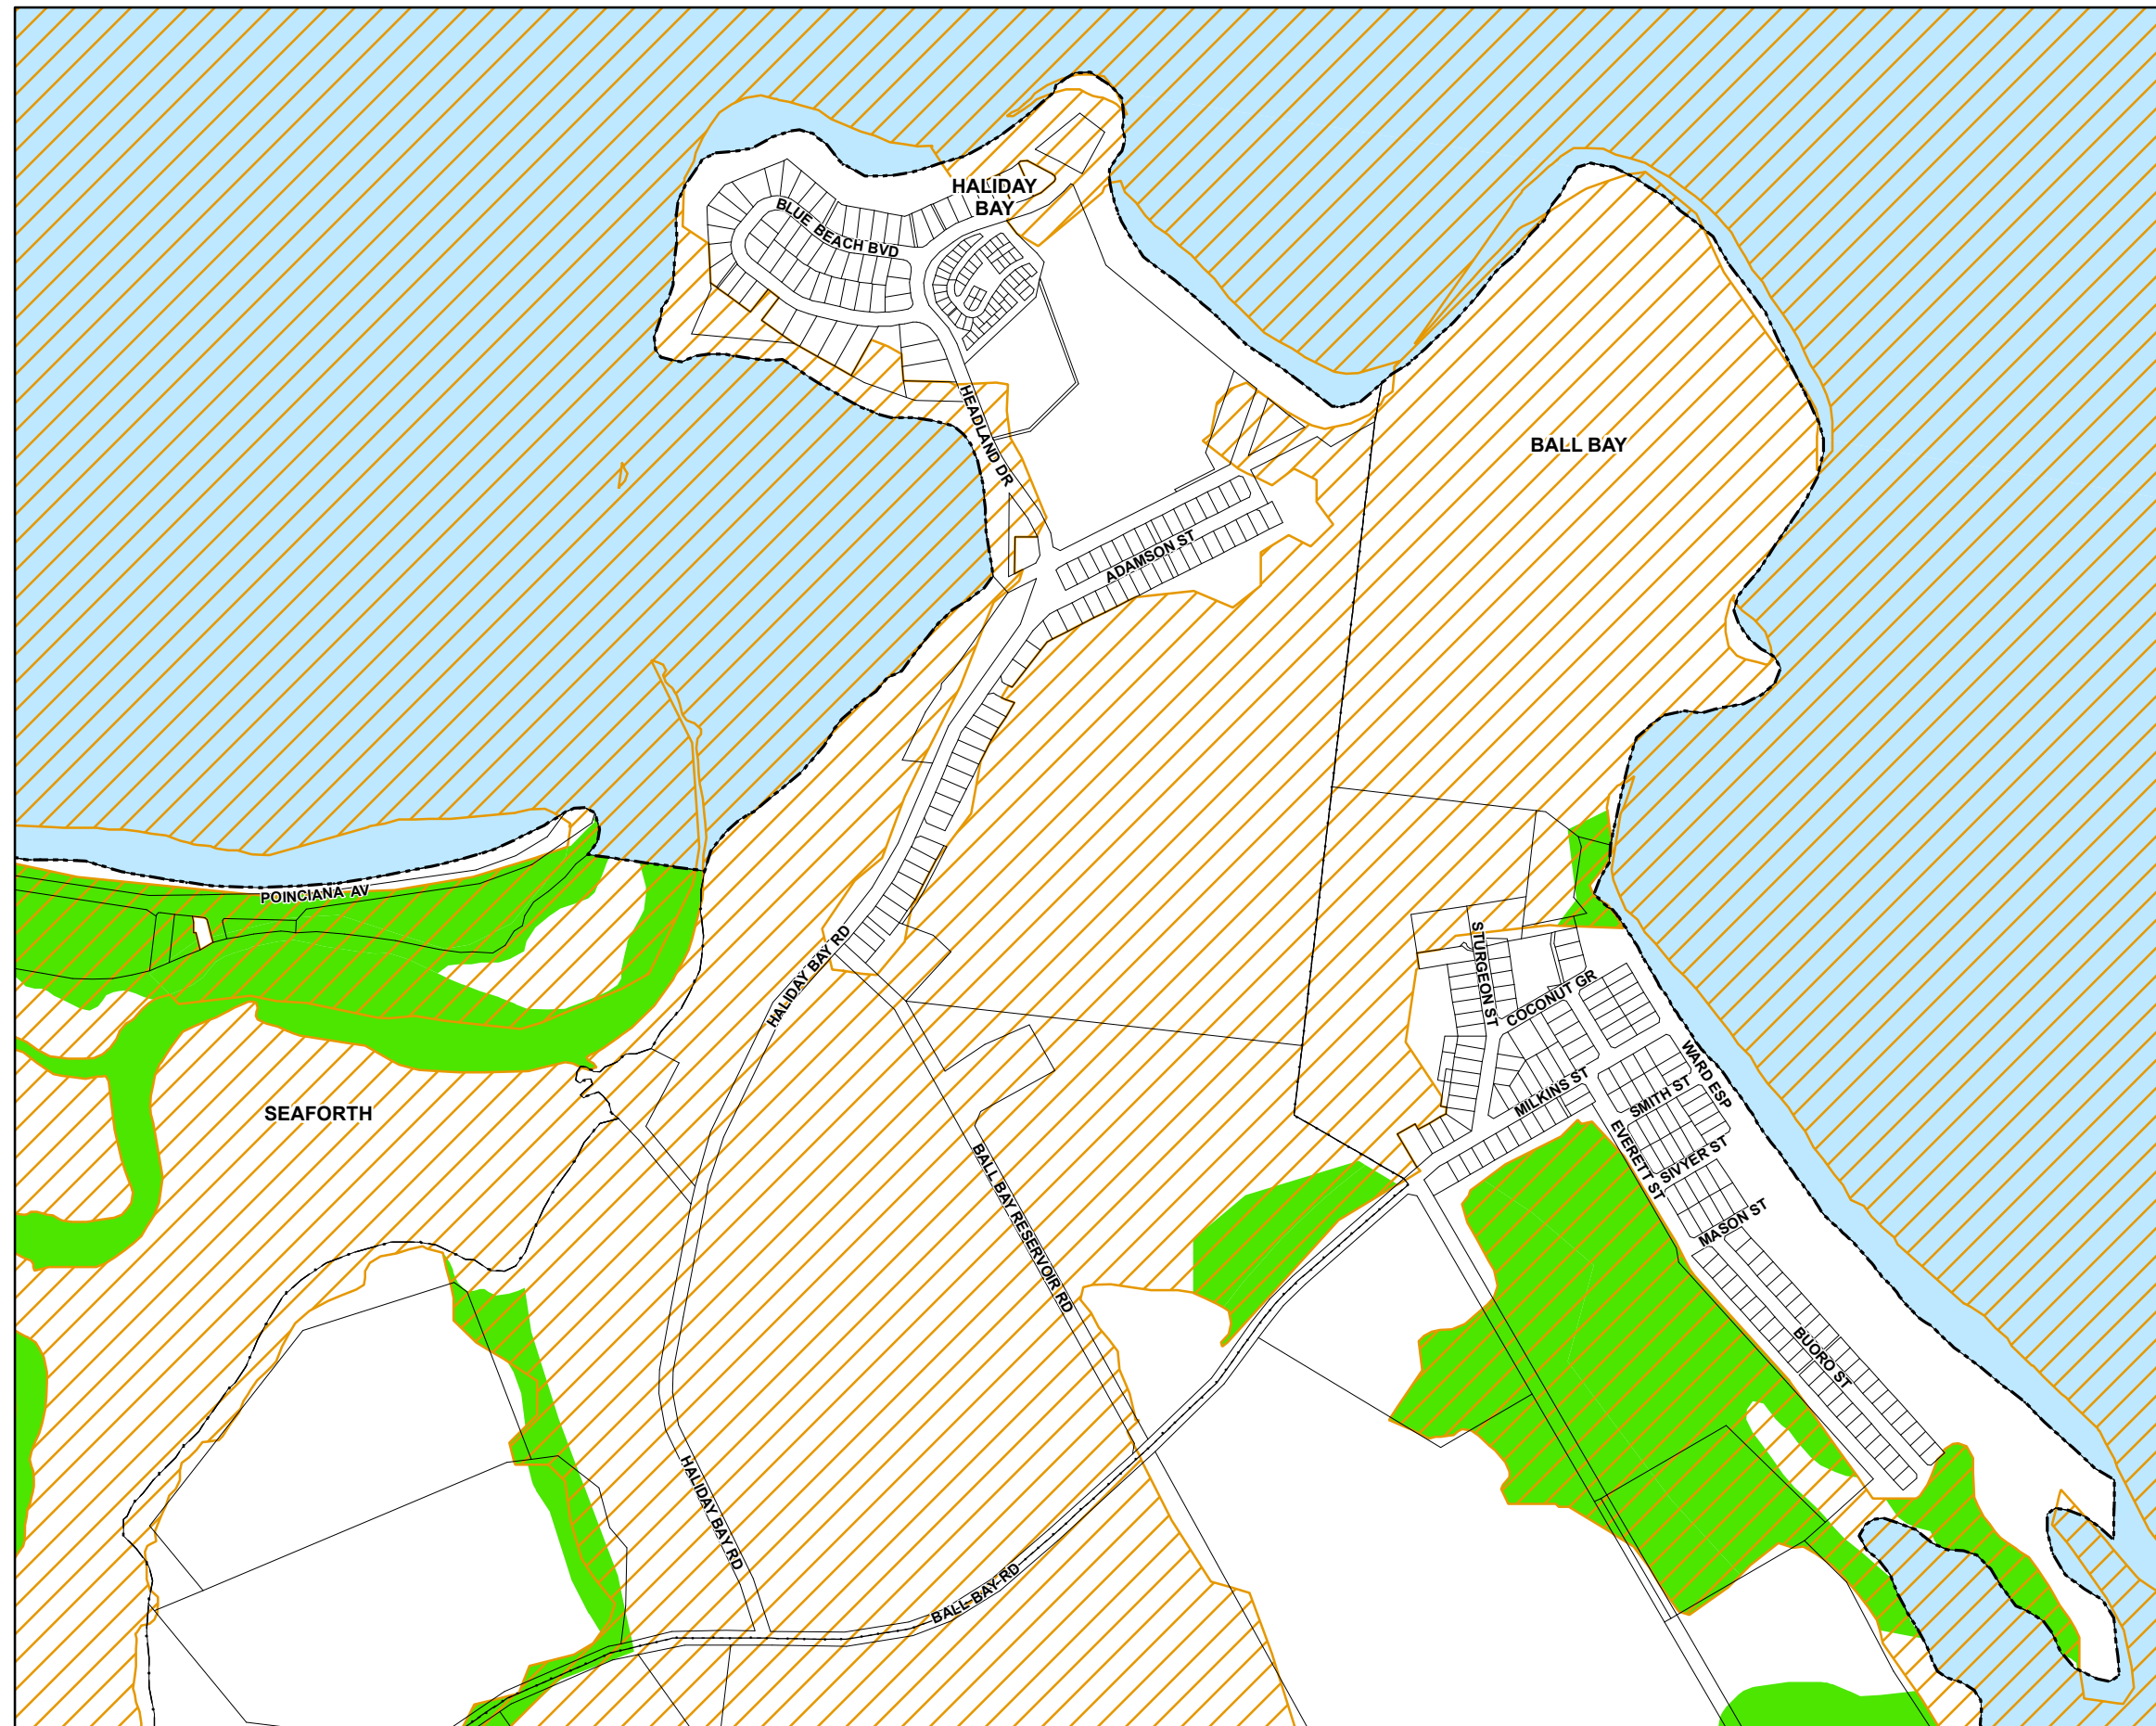 HALIDAY
BAY
BLUE BEACH BVD
HEADLAND DR
BALL BAY
ADAMSON ST
POINCIANA AV
HALIDAY BAY RD
STURGEON ST
COCONUT GR
WARD ESP
MILKINS ST
SMITH ST
SEAFORTH
EVERETT ST
SIVYER ST
BALL BAY RESERVOIR RD
MASON ST
BUORO ST
HALIDAY BAY RD
BALL BAY RD